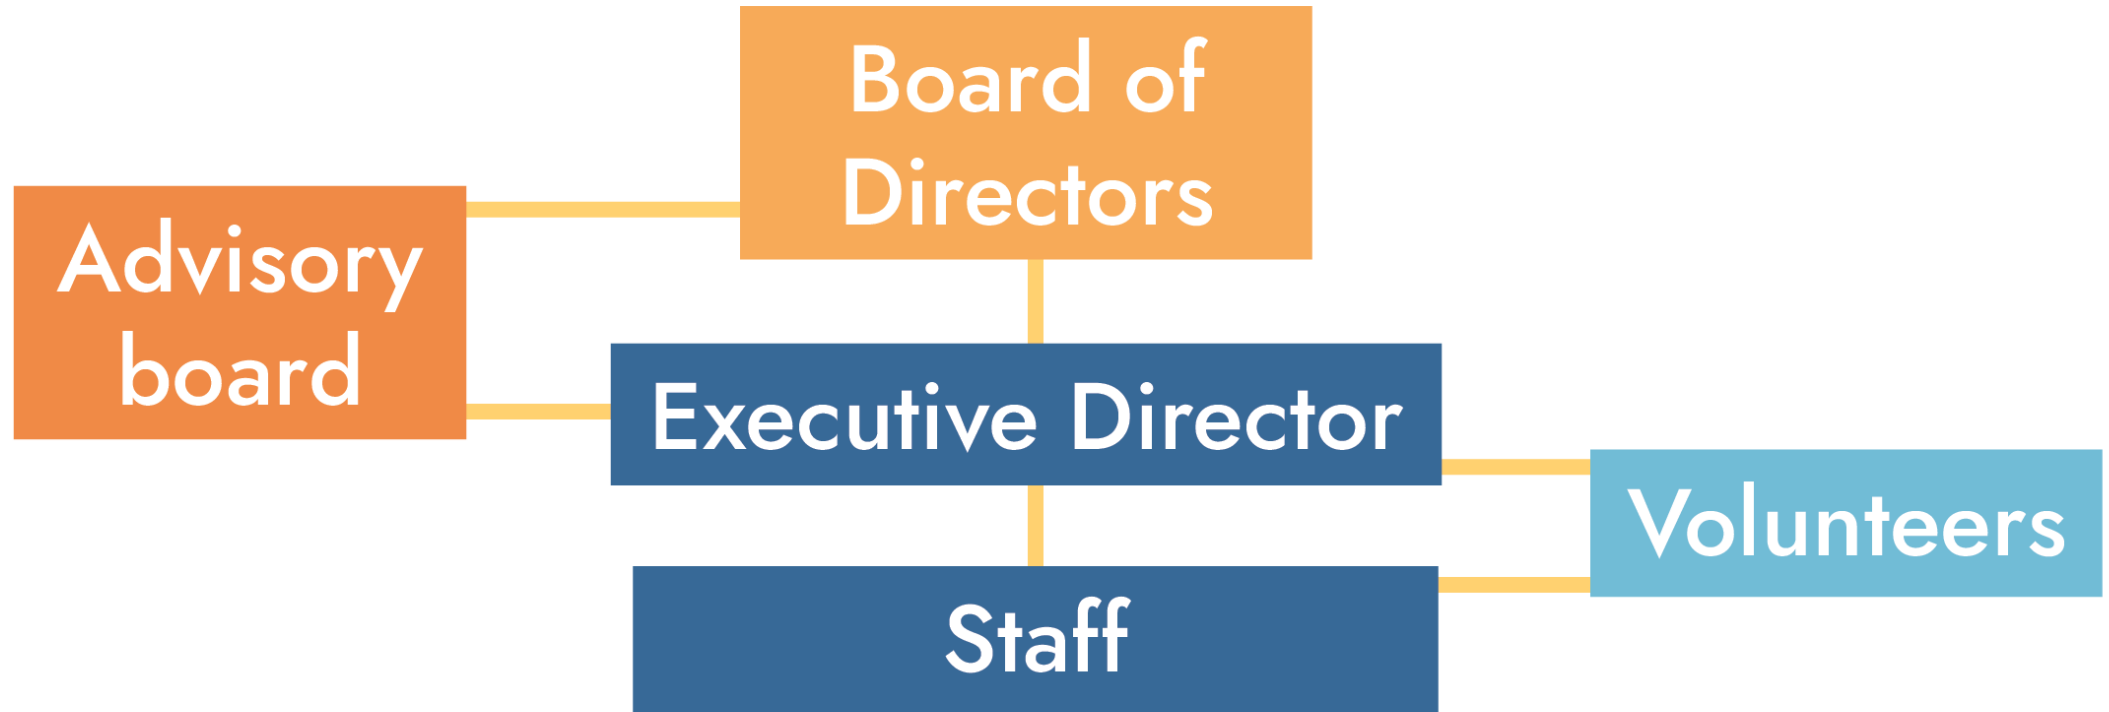 Board of
Directors
Advisory
board
Executive Director
Volunteers
Staff